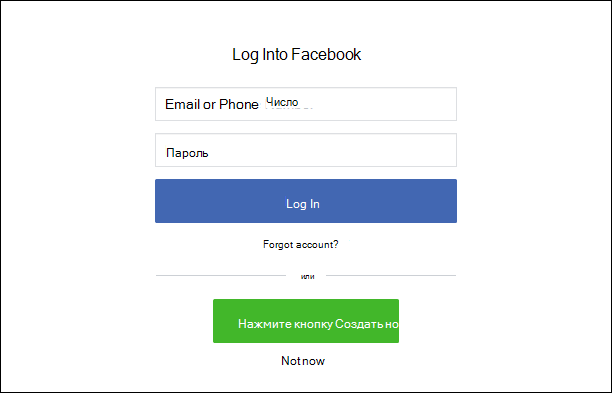 Log Into Facebook
Email or Phone Число
Пароль
Log In
Forgot account?
или
Нажмите кнопку Создать но
Not now